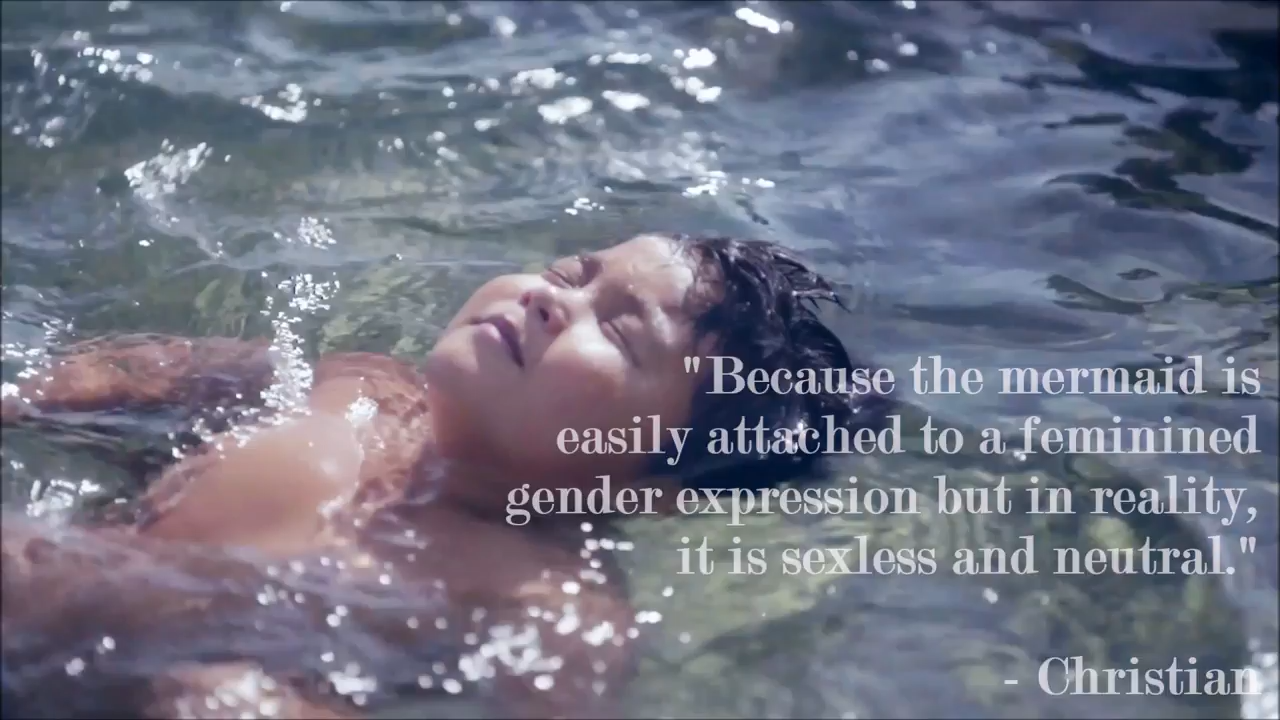 "Because the mermaid is
easily attached to a feminined
gender expression but in reality,
it is sexless and neutral."
- Christian